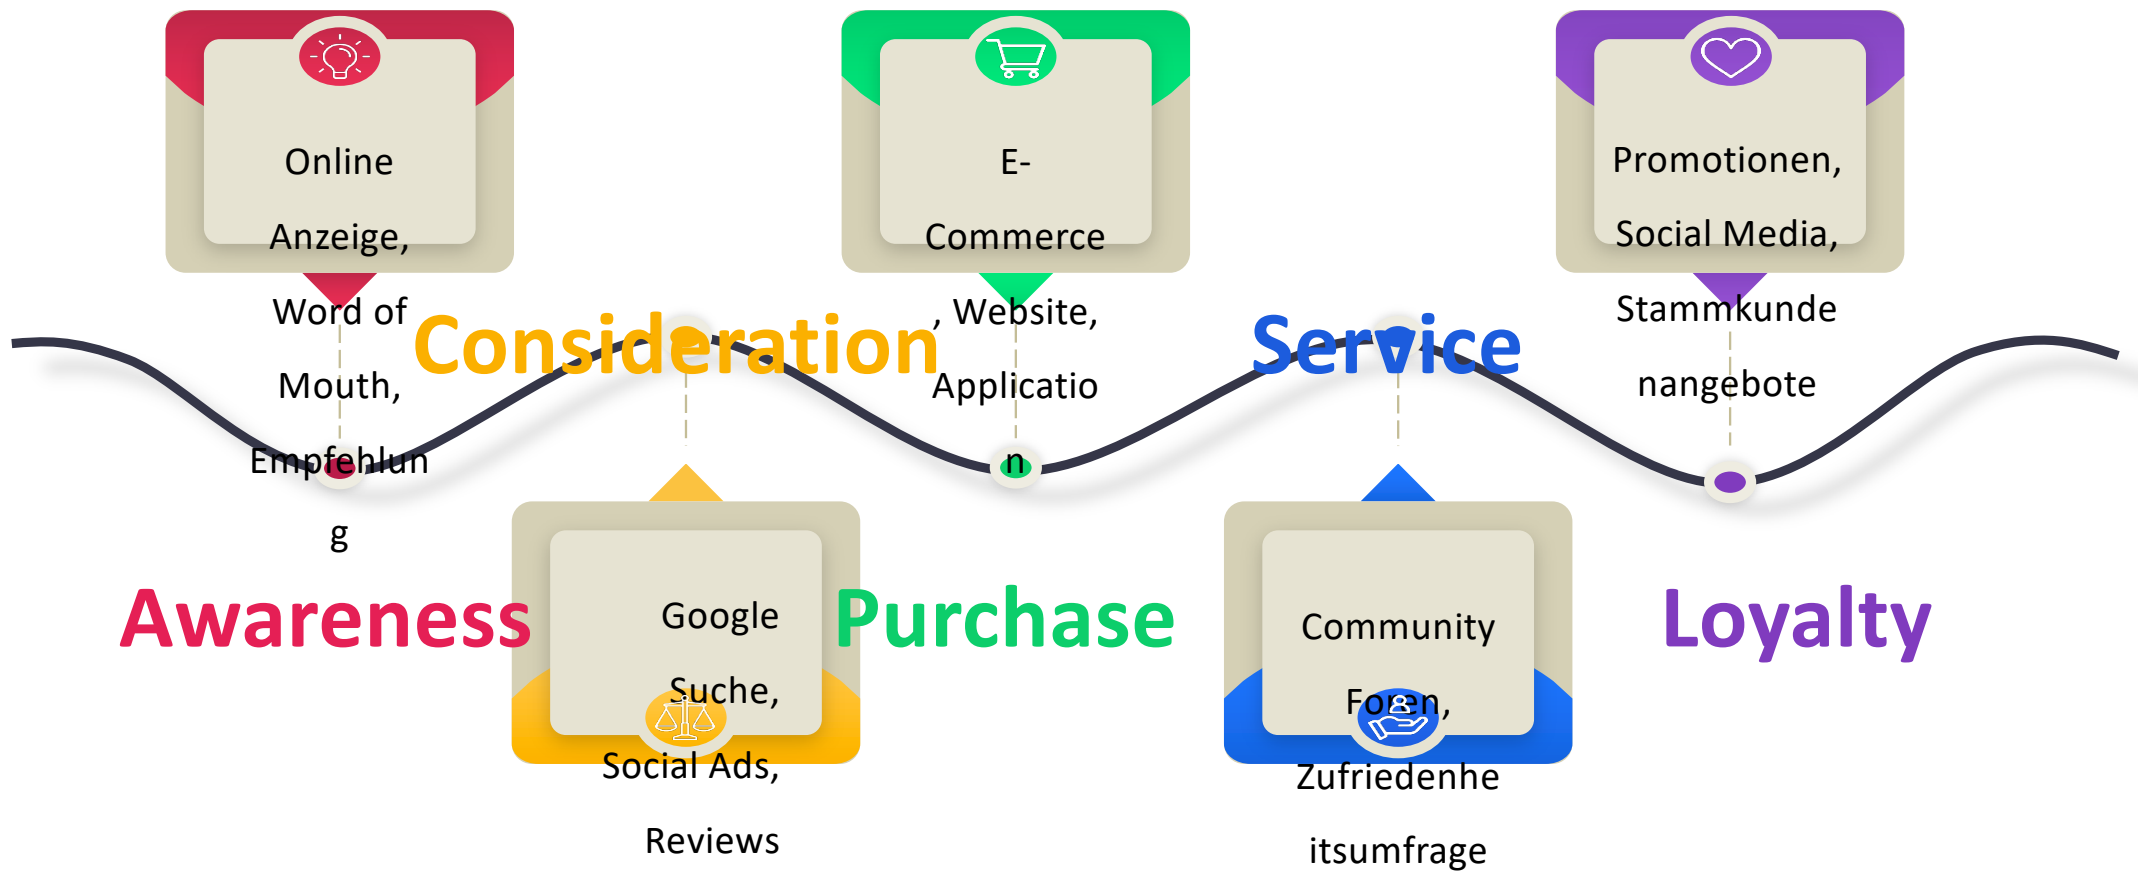 Online
Anzeige,
Word of
Mouth,
Empfehlun
g
Awareness
Consideration
Google
Suche,
Social Ads,
Reviews
E-
Commerce
, Website,
Applicatio
n
Purchase
Service
Community
Foren,
Zufriedenhe
itsumfrage
Promotionen,
Social Media,
Stammkunde
nangebote
Loyalty